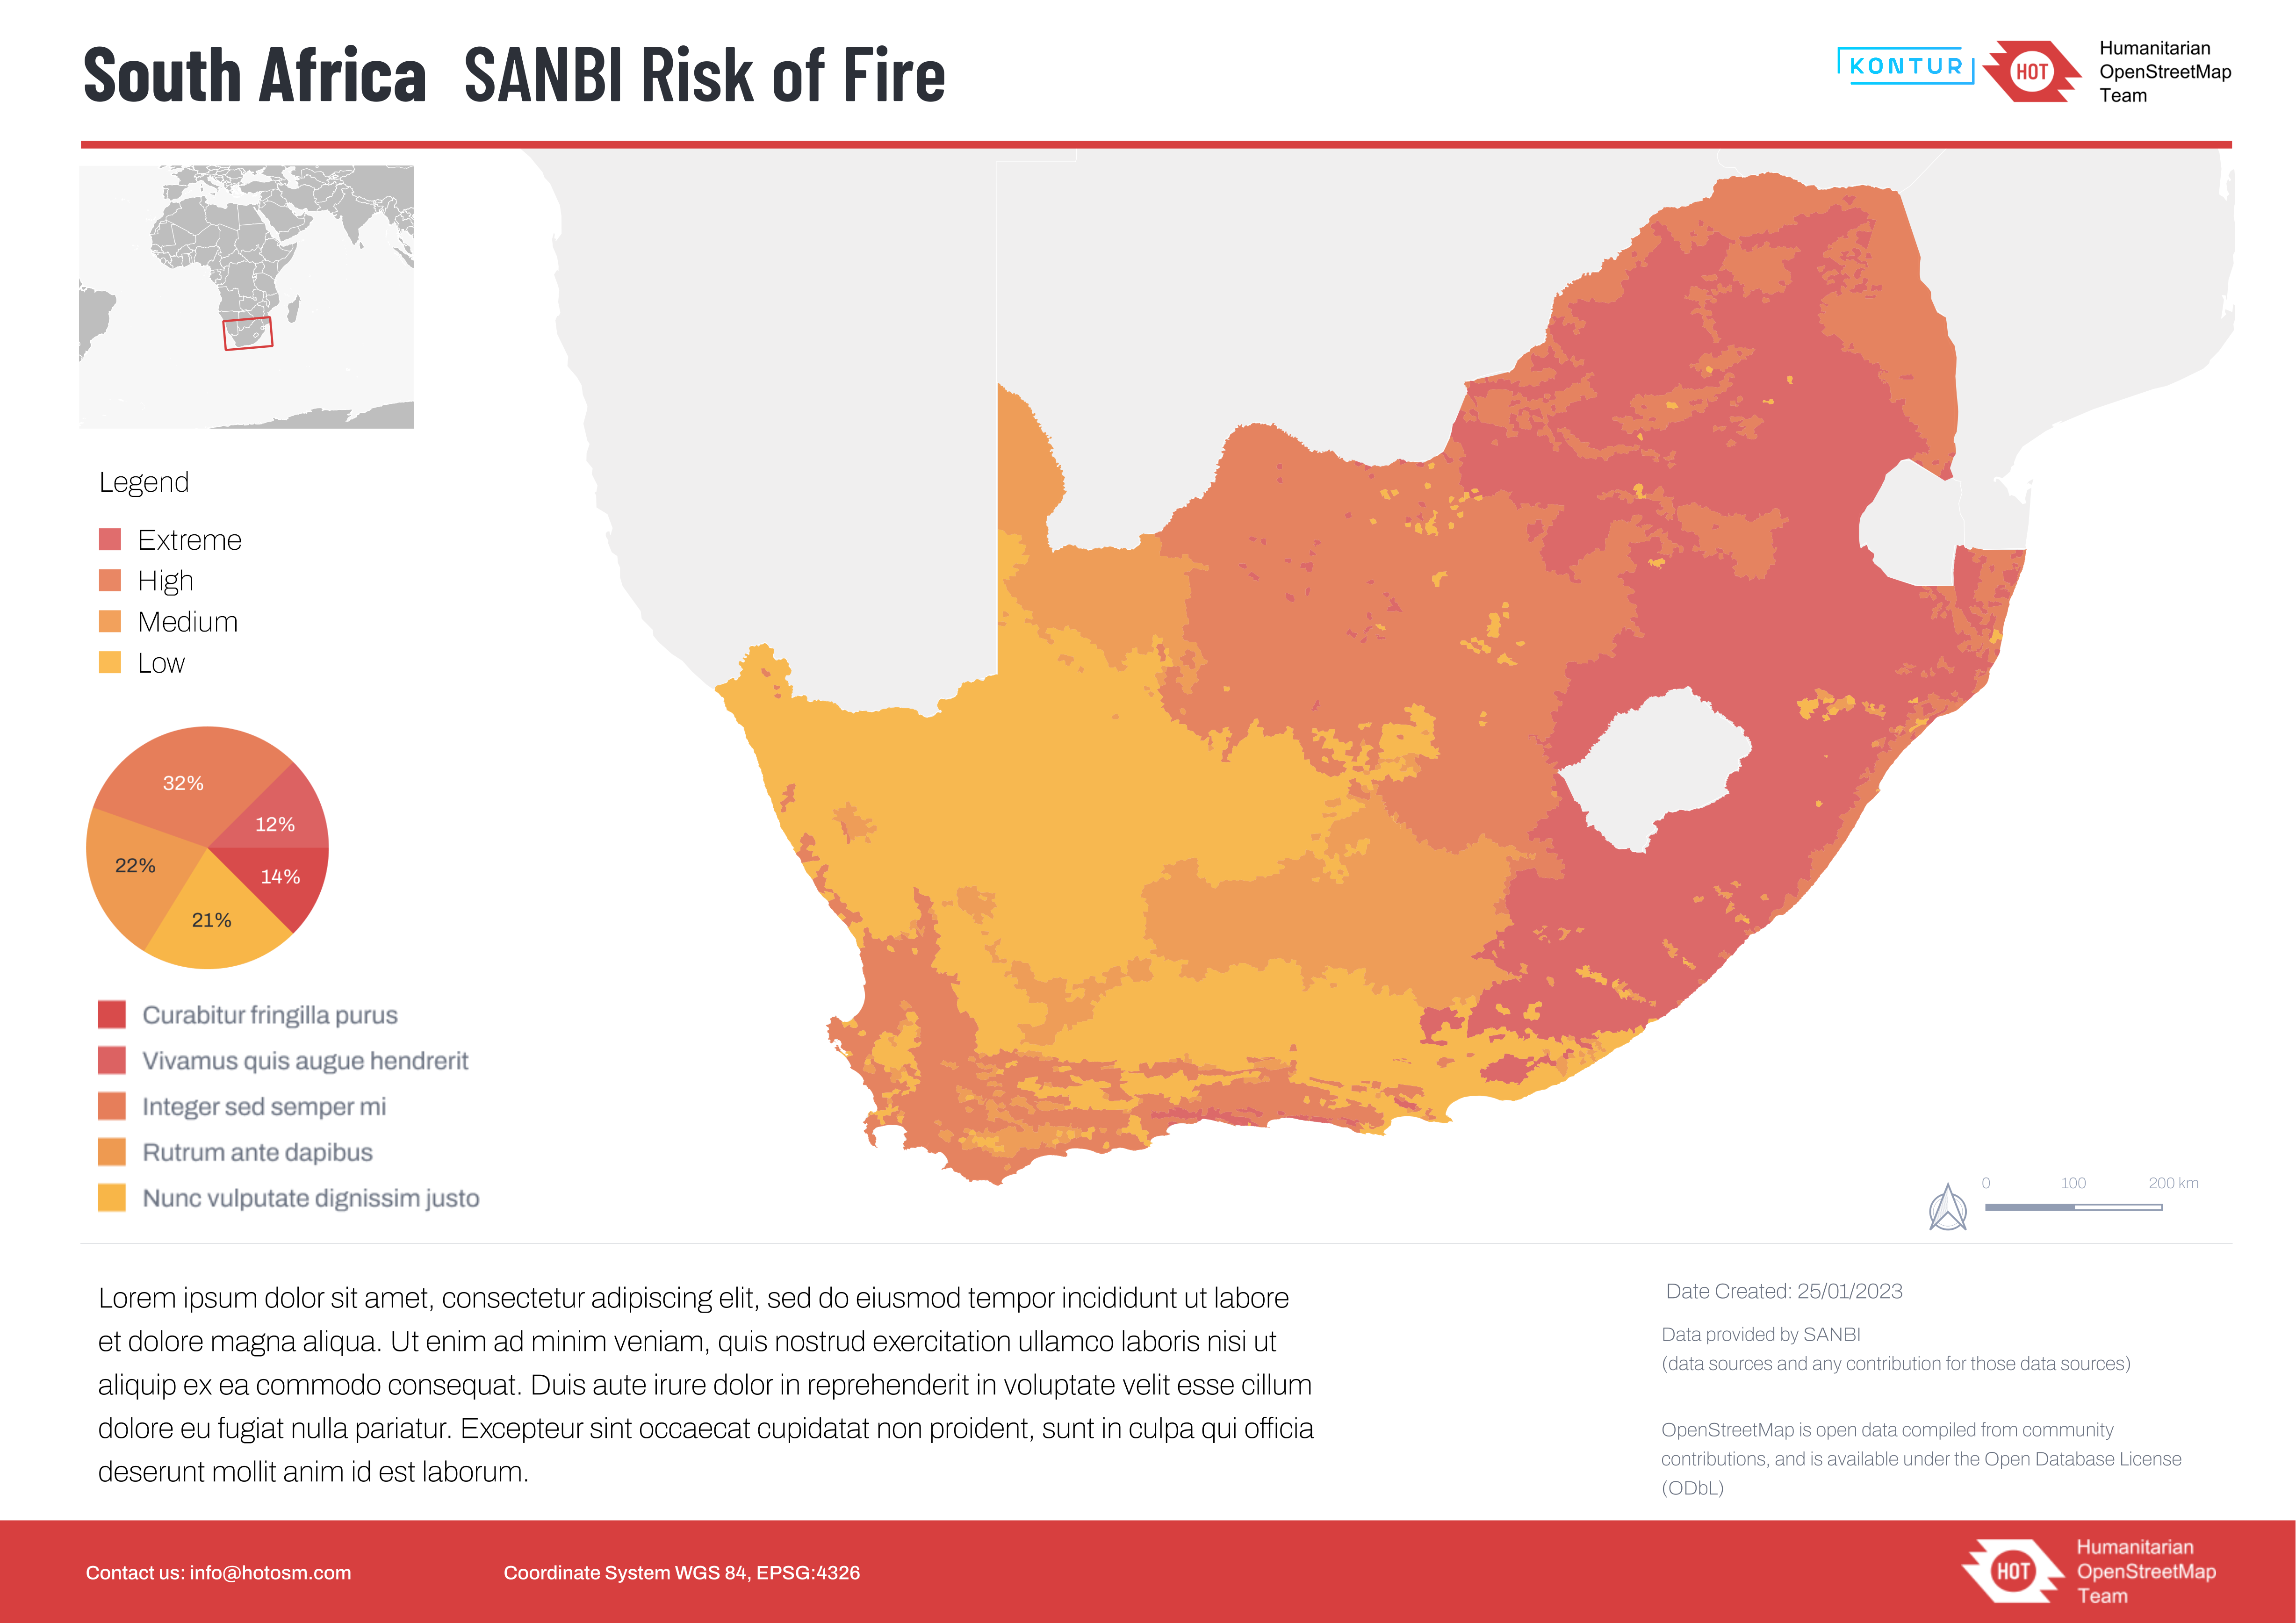 South Africa SANBI Risk of Fire
KONTUR
HOT
Humanitarian
OpenStreetMap
Team
Legend
Extreme
High
Medium
Low
32%
12%
22%
14%
21%
Curabitur fringilla purus
Vivamus quis augue hendrerit
Integer sed semper mi
Rutrum ante dapibus
Nunc vulputate dignissim justo
0 100 200 km
Lorem ipsum dolor sit amet, consectetur adipiscing elit, sed do eiusmod tempor incididunt ut labore
et dolore magna aliqua. Ut enim ad minim veniam, quis nostrud exercitation ullamco laboris nisi ut
aliquip ex ea commodo consequat. Duis aute irure dolor in reprehenderit in voluptate velit esse cillum
dolore eu fugiat nulla pariatur. Excepteur sint occaecat cupidatat non proident, sunt in culpa qui officia
deserunt mollit anim id est laborum.
Date Created: 25/01/2023
Data provided by SANBI
(data sources and any contribution for those data sources)
OpenStreetMap is open data compiled from community
contributions, and is available under the Open Database License
(ODbL)
Contact us: info@hotosm.com
Coordinate System WGS 84, EPSG:4326
HOT
Humanitarian
OpenStreetMap
Team